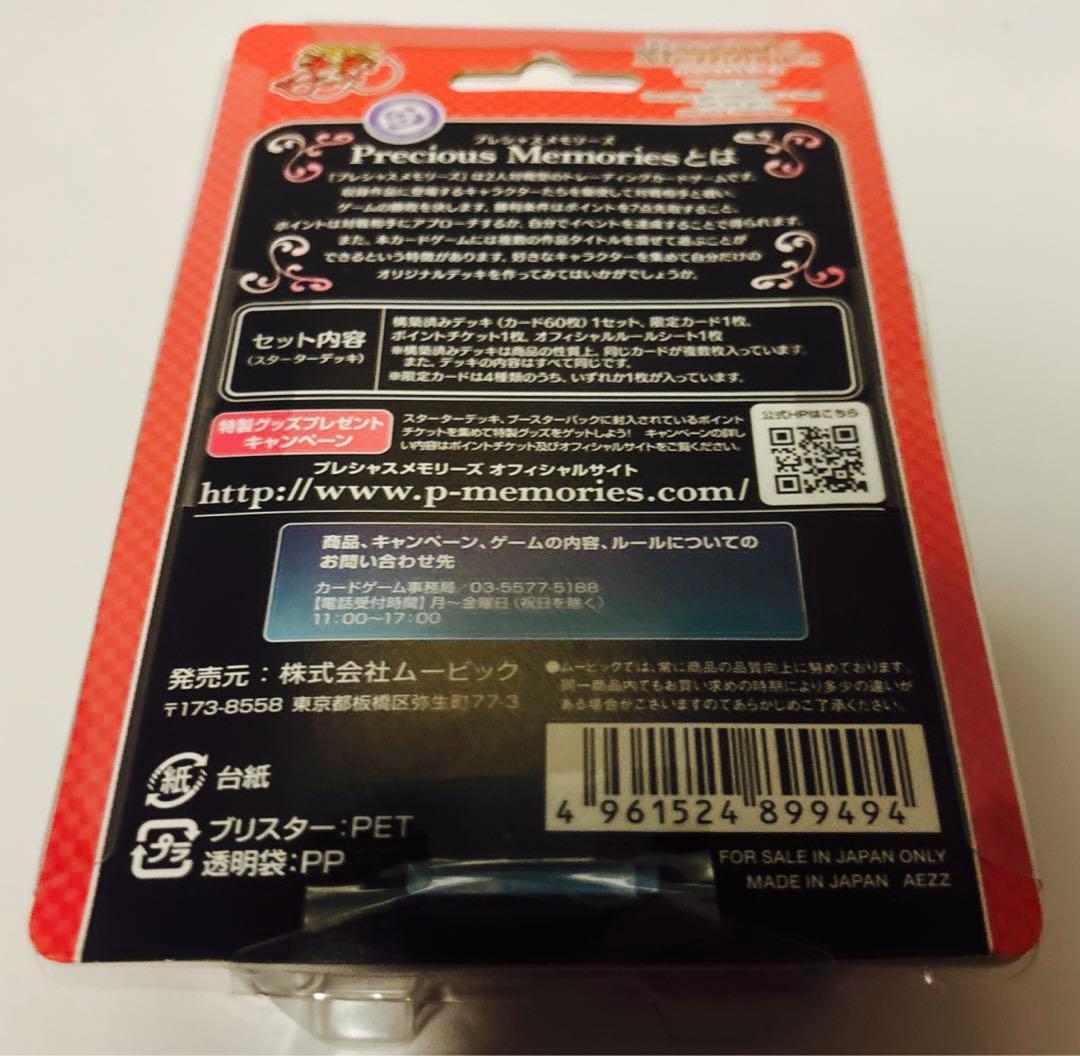 プレシャスメモリーズ
Precious Memoriesとは
「プレシャスメモリーズ」は2人対戦型のトレーディングカードゲームです。
収録作品に登場するキャラクターたちを駆使して対戦相手と競い、
ゲームの勝敗を決します。勝利条件はポイントを7点先取すること。
ポイントは対戦相手にアプローチするか、自分でイベントを達成することで得られます。
また、本カードゲームには複数の作品タイトルを混ぜて遊ぶことが
できるという特徴があります。好きなキャラクターを集めて自分だけの
オリジナルデッキを作ってみてはいかがでしょうか。
セット内容
(スターターデッキ)
構築済みデッキ(カード60枚)1セット、限定カード1枚、
ポイントチケット1枚、オフィシャルルールシート1枚
※構築済みデッキは商品の性質上、同じカードが複数枚入っています。
また、デッキの内容はすべて同じです。
※限定カードは4種類のうち、いずれか1枚が入っています。
特製グッズプレゼント
キャンペーン
スターターデッキ、ブースターパックに封入されているポイント
チケットを集めて特製グッズをゲットしよう! キャンペーンの詳し
い内容はポイントチケット及びオフィシャルサイトをご覧ください。
公式HPはこちら
プレシャスメモリーズ オフィシャルサイト
http://www.p-memories.com/
商品、キャンペーン、ゲームの内容、ルールについての
お問い合わせ先
カードゲーム事務局/03-5577-5188
【電話受付時間】月〜金曜日(祝日を除く)
11:00〜17:00
発売元:株式会社ムービック
〒173-8558 東京都板橋区弥生町77-3
●ムービックでは、常に商品の品質向上に努めております。
同一商品内でもお買い求めの時期により多少の違いが
ある場合がございますのであらかじめご了承ください。
紙 台紙
プラ ブリスター:PET
透明袋:PP
4 961524 899494
FOR SALE IN JAPAN ONLY
MADE IN JAPAN AEZZ